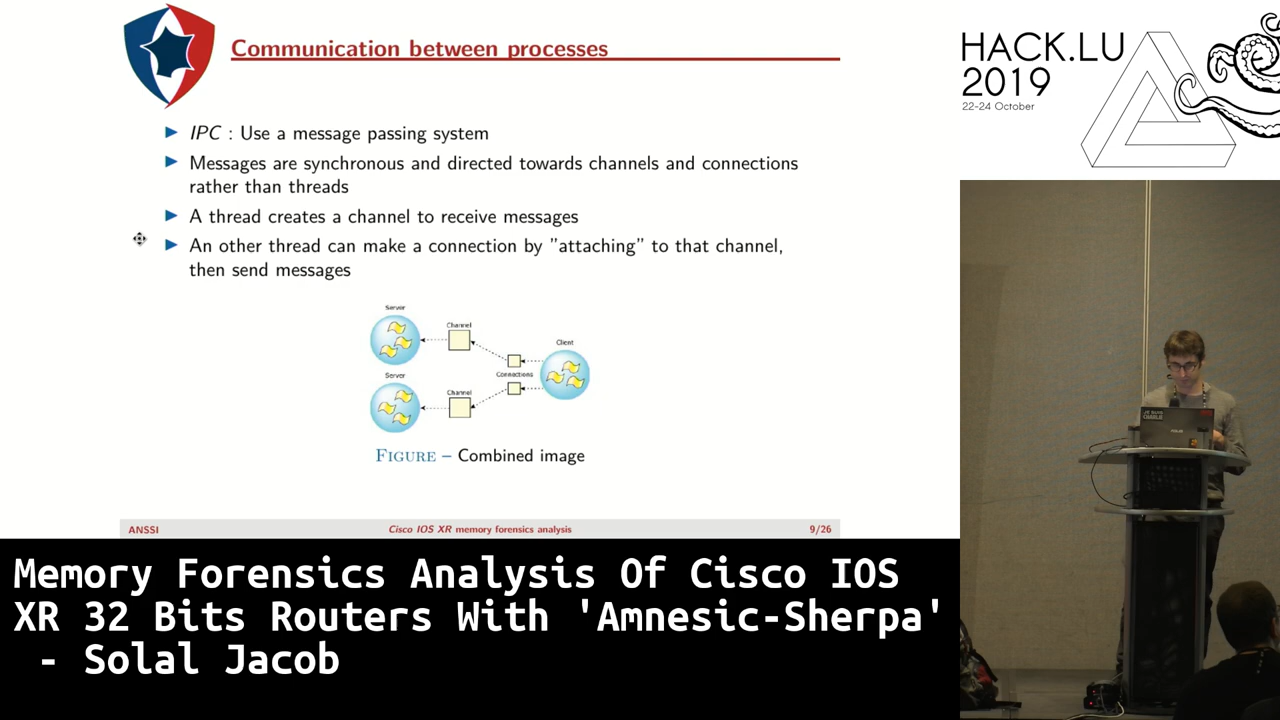 Communication between processes
HACK.LU
2019
22-24 October
IPC : Use a message passing system
Messages are synchronous and directed towards channels and connections
rather than threads
A thread creates a channel to receive messages
An other thread can make a connection by "attaching" to that channel,
then send messages
Server
Channel
Client
Connections
Server
Channel
FIGURE – Combined image
ANSSI
Cisco IOS XR memory forensics analysis
9/26
Memory Forensics Analysis Of Cisco IOS
XR 32 Bits Routers With 'Amnesic-Sherpa'
- Solal Jacob
JE SUIS
CHARLIE